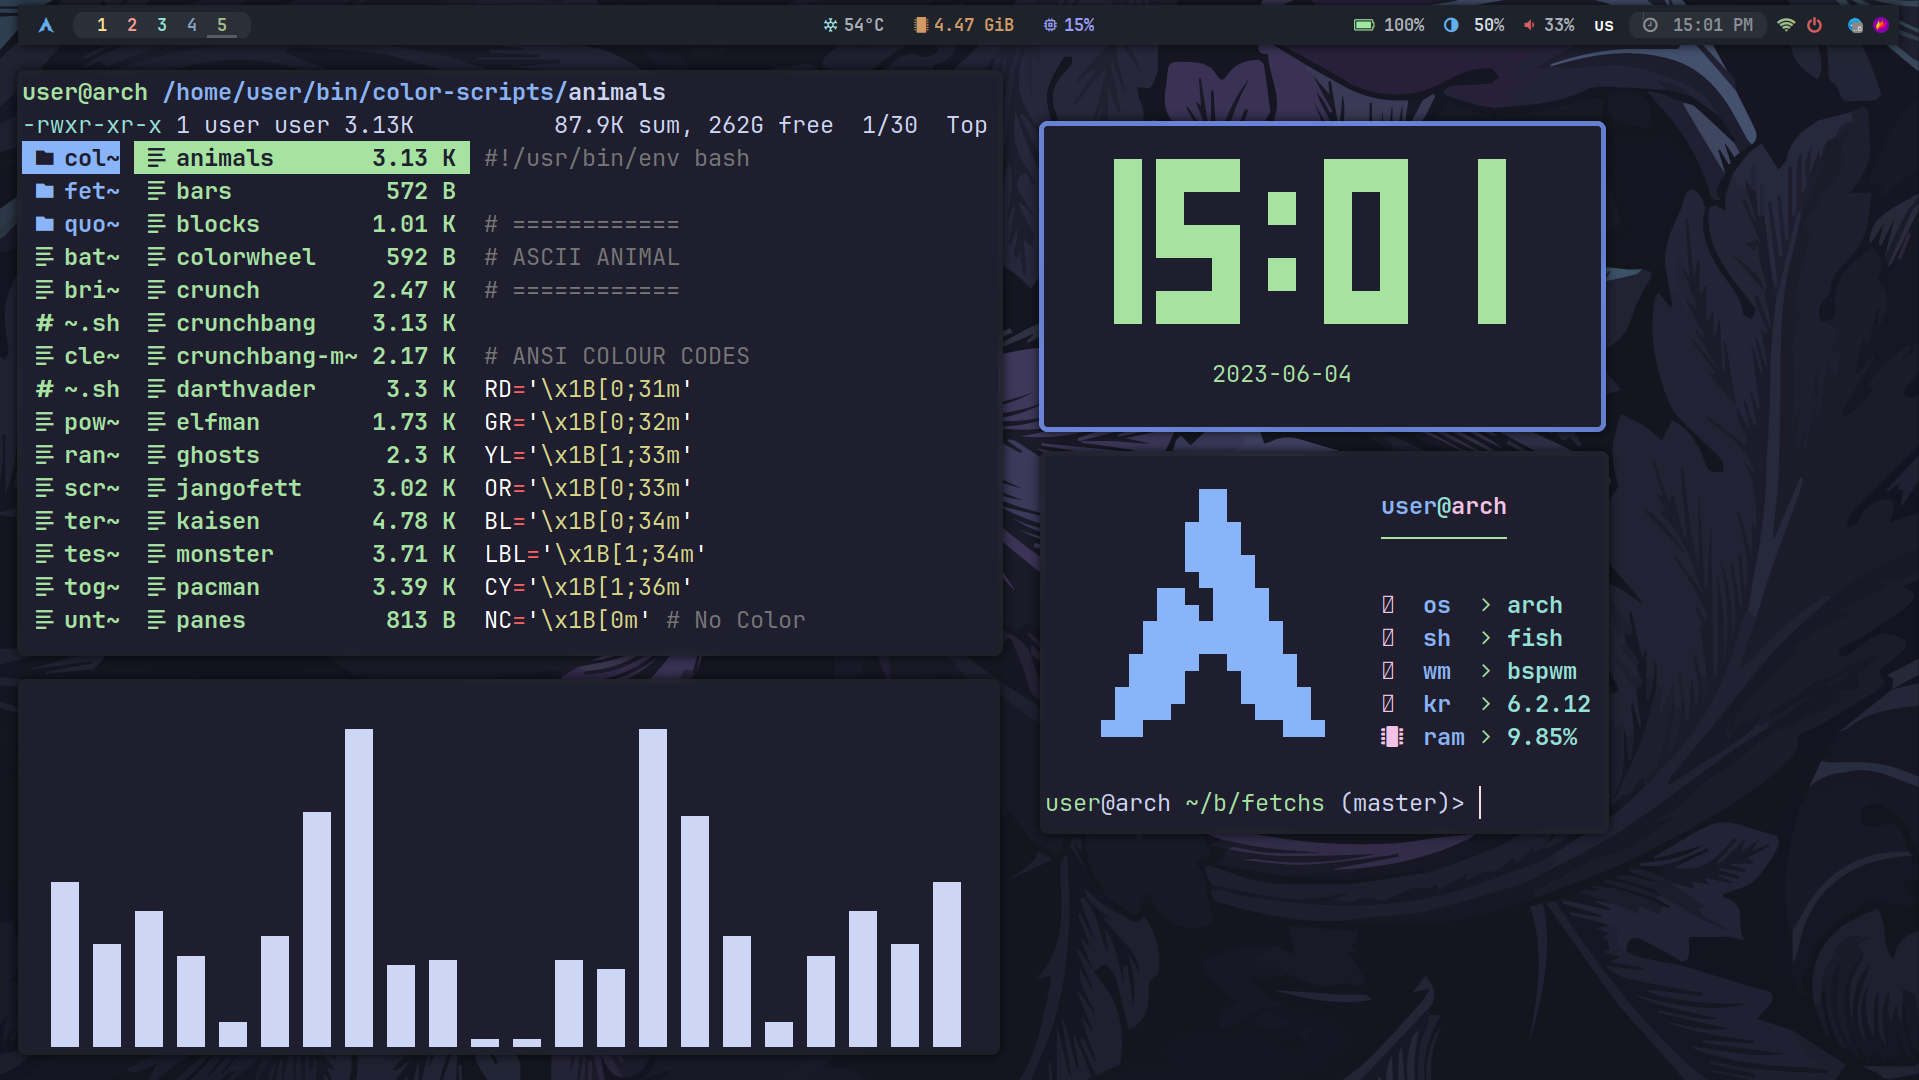 1 2 3 4 5 54°C 4.47 GiB 15% 100% 50% 33% US 15:01 PM
user@arch /home/user/bin/color-scripts/animals
-rwxr-xr-x 1 user user 3.13K 87.9K sum, 262G free 1/30 Top
col~ animals 3.13 K #!/usr/bin/env bash
fet~ bars 572 B
quo~ blocks 1.01 K # ============
bat~ colorwheel 592 B # ASCII ANIMAL
bri~ crunch 2.47 K # ============
# ~.sh crunchbang 3.13 K
cle~ crunchbang-m~ 2.17 K # ANSI COLOUR CODES
# ~.sh darthvader 3.3 K RD='\x1B[0;31m'
pow~ elfman 1.73 K GR='\x1B[0;32m'
ran~ ghosts 2.3 K YL='\x1B[1;33m'
scr~ jangofett 3.02 K OR='\x1B[0;33m'
ter~ kaisen 4.78 K BL='\x1B[0;34m'
tes~ monster 3.71 K LBL='\x1B[1;34m'
tog~ pacman 3.39 K CY='\x1B[1;36m'
unt~ panes 813 B NC='\x1B[0m' # No Color
15:01
2023-06-04
user@arch
os > arch
sh > fish
wm > bspwm
kr > 6.2.12
ram > 9.85%
user@arch ~/b/fetchs (master)>